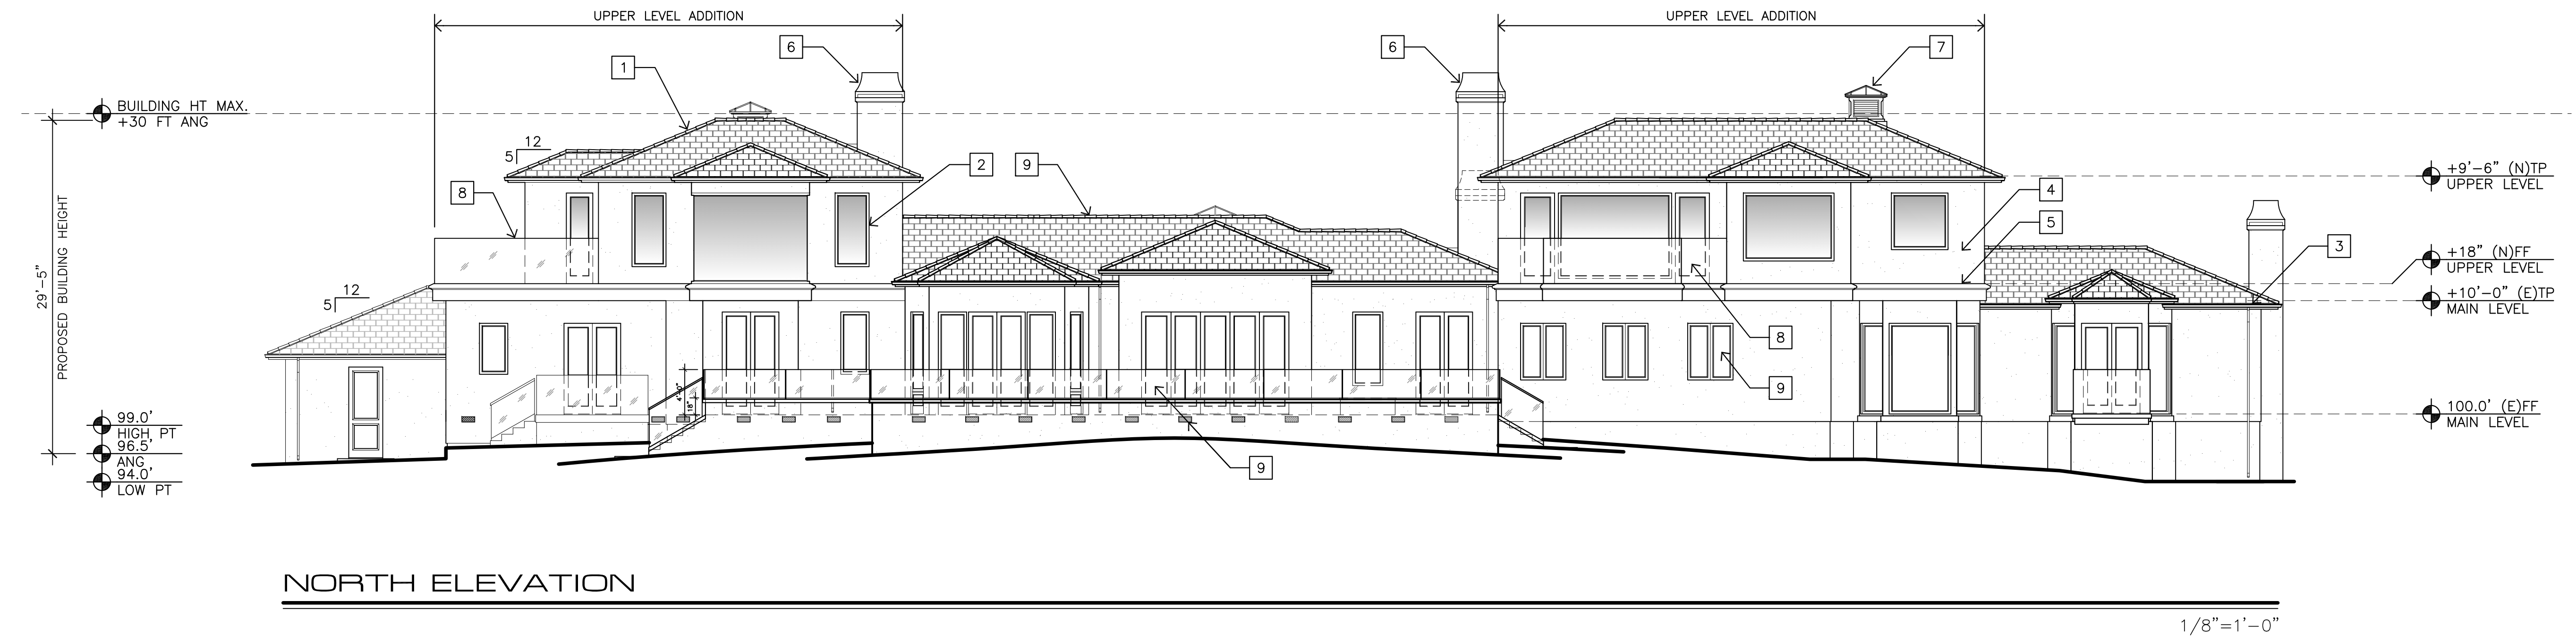 UPPER LEVEL ADDITION
UPPER LEVEL ADDITION
6
6
7
1
BUILDING HT MAX.
+30 FT ANG
12
5
2
9
8
+9'-6" (N)TP
UPPER LEVEL
4
5
3
+18" (N)FF
UPPER LEVEL
+10'-0" (E)TP
MAIN LEVEL
12
5
29'-5"
PROPOSED BUILDING HEIGHT
8
9
4'-0"
18"
99.0'
HIGH PT
96.5'
ANG
94.0'
LOW PT
100.0' (E)FF
MAIN LEVEL
9
NORTH ELEVATION
1/8"=1'-0"